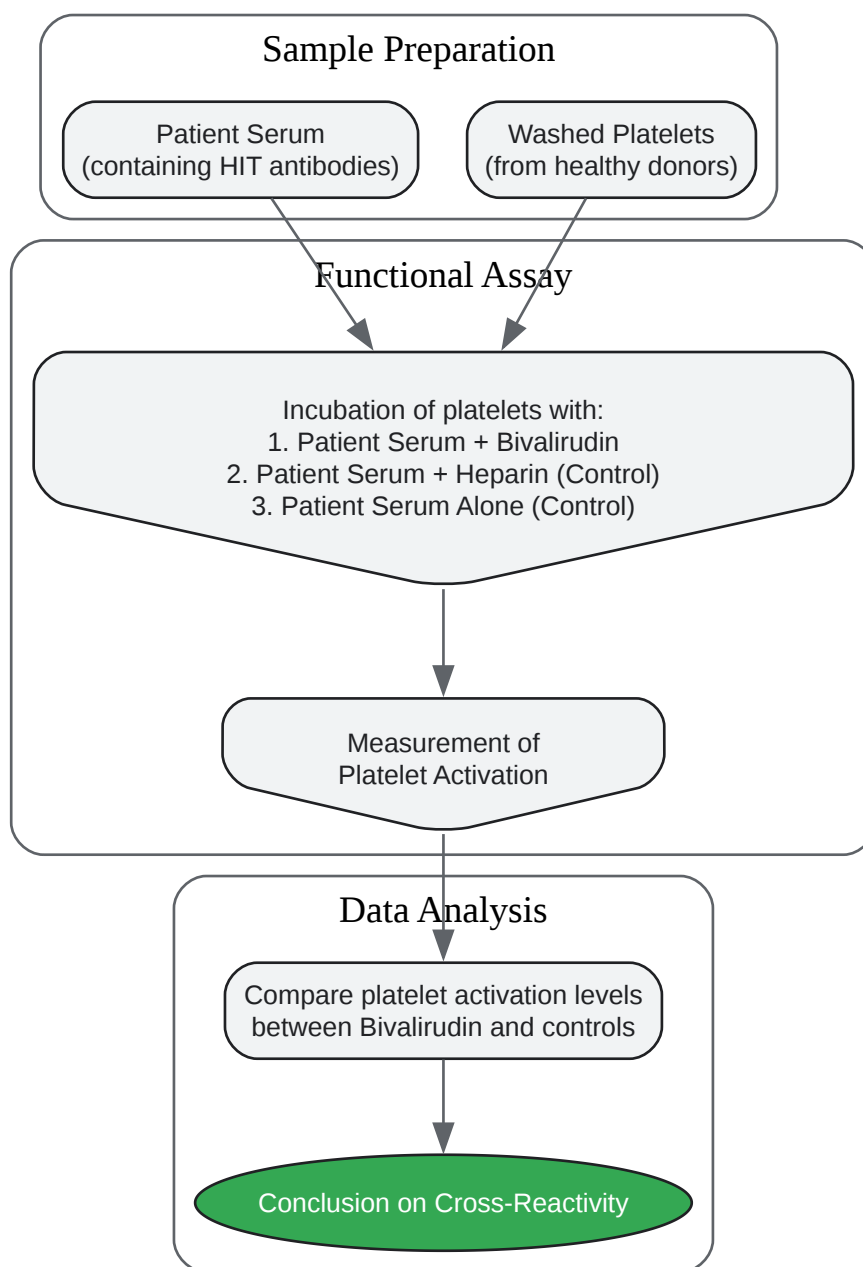 Sample Preparation
Patient Serum
(containing HIT antibodies)
Washed Platelets
(from healthy donors)
Functional Assay
Incubation of platelets with:
1. Patient Serum + Bivalirudin
2. Patient Serum + Heparin (Control)
3. Patient Serum Alone (Control)
Measurement of
Platelet Activation
Data Analysis
Compare platelet activation levels
between Bivalirudin and controls
Conclusion on Cross-Reactivity